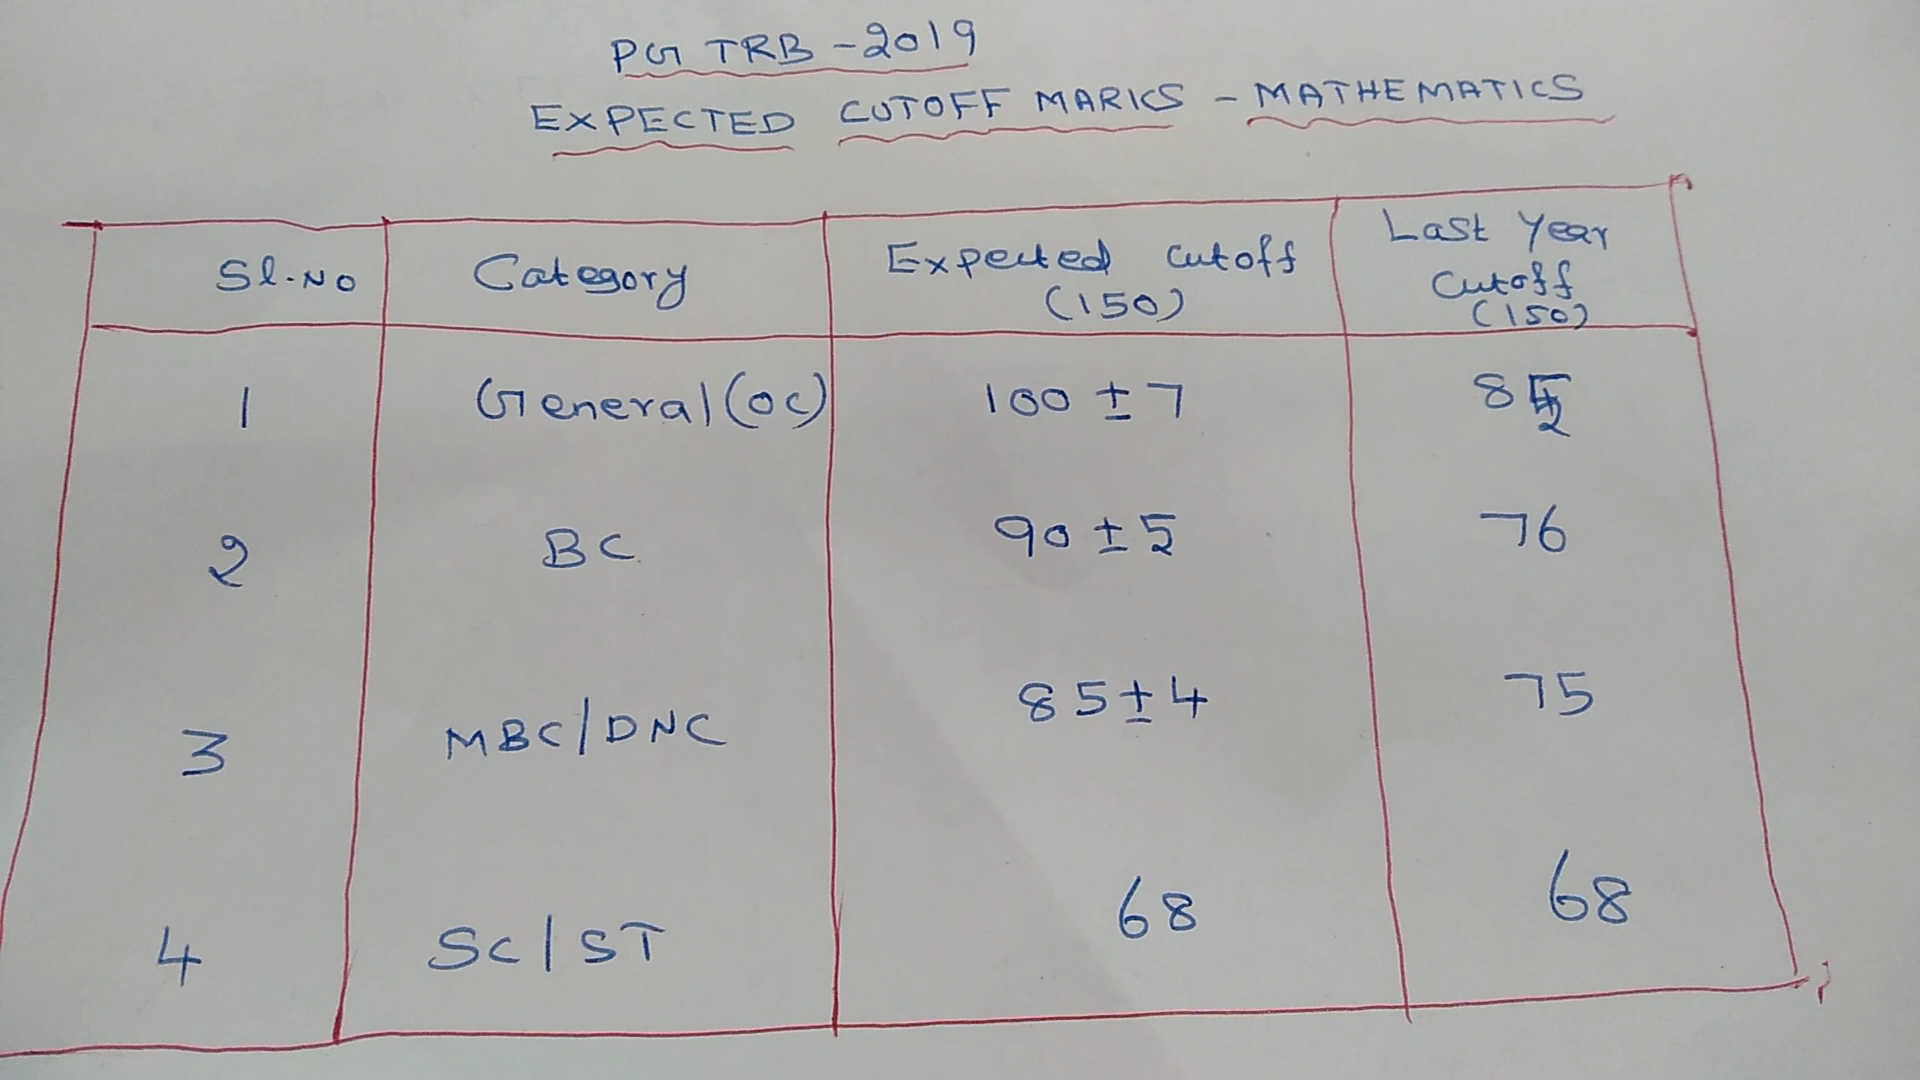 PG TRB - 2019
EXPECTED CUTOFF MARKS - MATHEMATICS
Sl.No Category Expected cutoff (150) Last Year Cutoff (150)
1 General (OC) 100 ± 7
2 BC 90 ± 5 76
3 MBC/DNC 85 ± 4 75
4 SC/ST 68 68